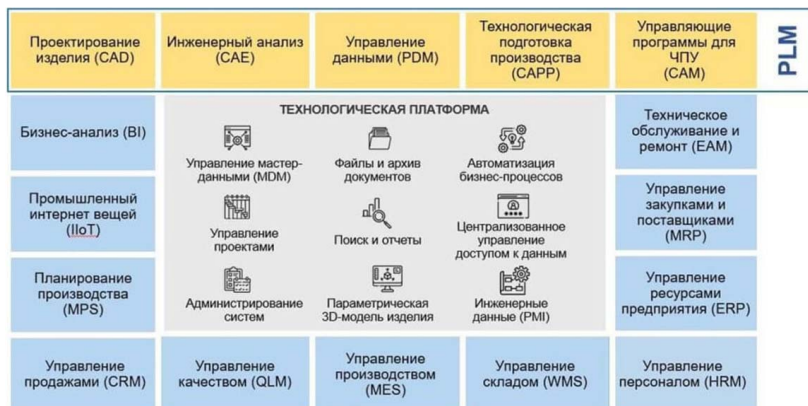 Проектирование
изделия (CAD)
Инженерный анализ
(CAE)
Управление
данными (PDM)
Технологическая
подготовка
производства (CAPP)
Управляющие
программы для
ЧПУ
(CAM)
PLM
Бизнес-анализ (BI)
Промышленный
интернет вещей
(IIoT)
Планирование
производства
(MPS)
ТЕХНОЛОГИЧЕСКАЯ ПЛАТФОРМА
Управление мастер-
данными (MDM)
Файлы и архив
документов
Автоматизация
бизнес-процессов
Управление
проектами
Поиск и отчеты
Централизованное
управление
доступом к данным
Администрирование
систем
Параметрическая
3D-модель изделия
Инженерные
данные (PMI)
Техническое
обслуживание и
ремонт (EAM)
Управление
закупками и
поставщиками
(MRP)
Управление
ресурсами
предприятия (ERP)
Управление
продажами (CRM)
Управление
качеством (QLM)
Управление
производством
(MES)
Управление
складом (WMS)
Управление
персоналом (HRM)